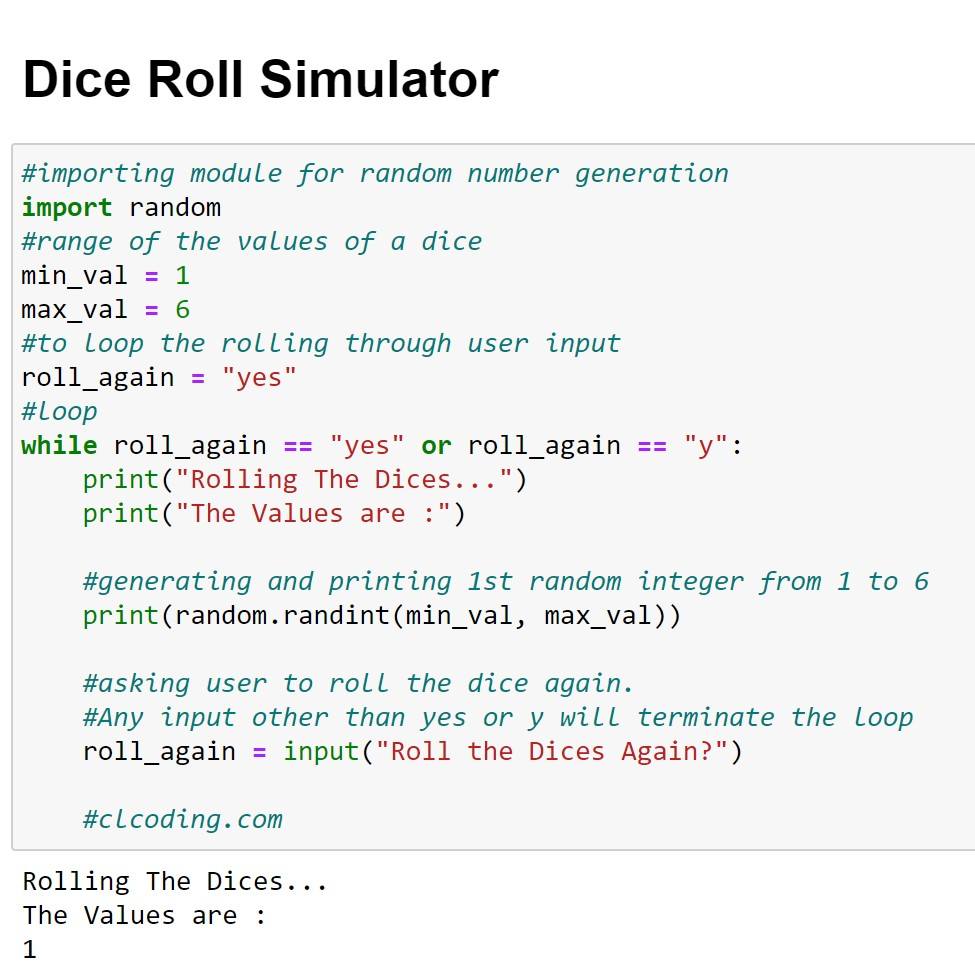 Dice Roll Simulator
#importing module for random number generation
import random
#range of the values of a dice
min_val = 1
max_val = 6
#to loop the rolling through user input
roll_again = "yes"
#loop
while roll_again == "yes" or roll_again == "y":
    print("Rolling The Dices...")
    print("The Values are :")

    #generating and printing 1st random integer from 1 to 6
    print(random.randint(min_val, max_val))

    #asking user to roll the dice again.
    #Any input other than yes or y will terminate the loop
    roll_again = input("Roll the Dices Again?")

    #clcoding.com
Rolling The Dices...
The Values are :
1